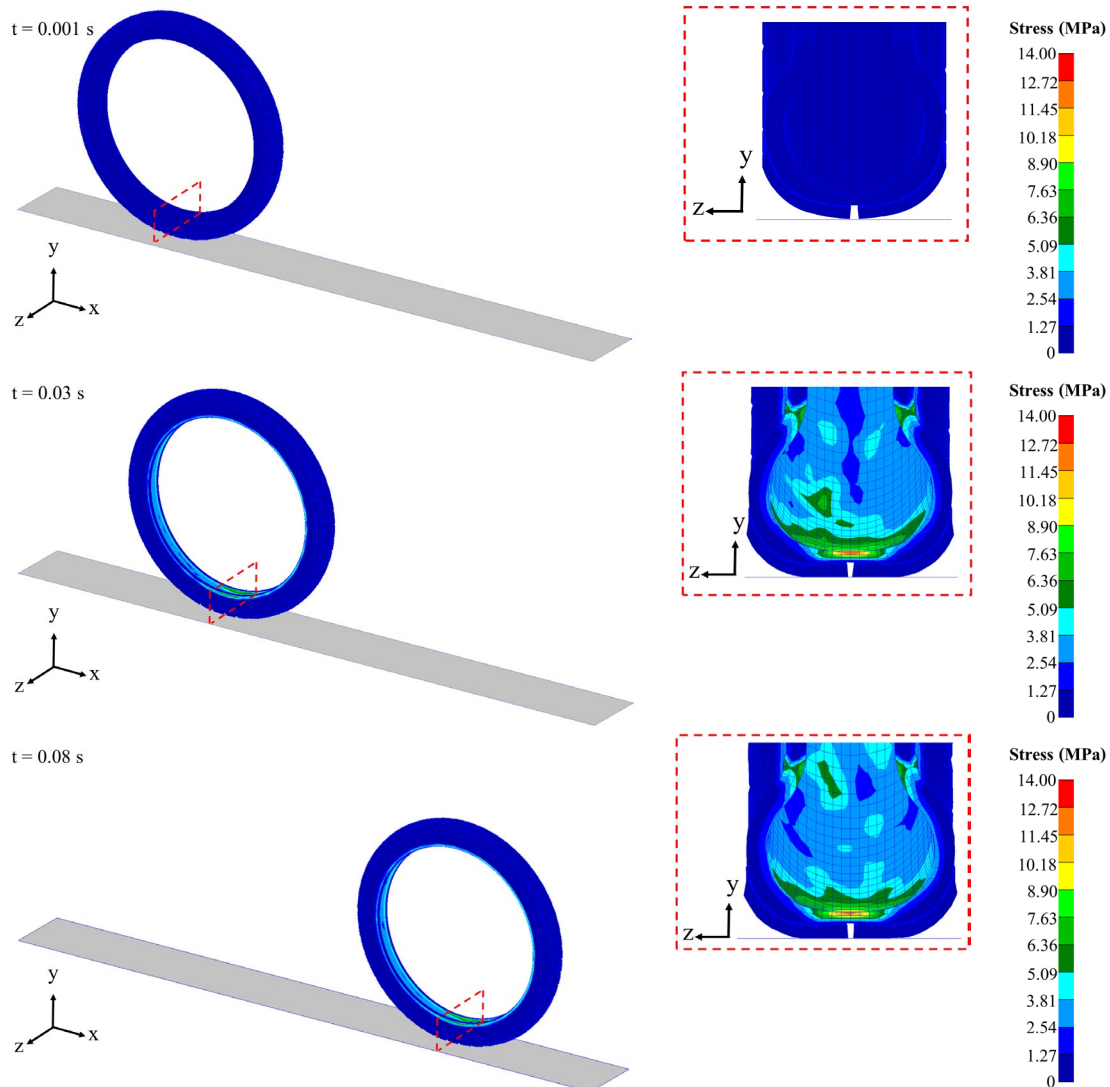 t = 0.001 s
y
z
x
y
z
Stress (MPa)
14.00
12.72
11.45
10.18
8.90
7.63
6.36
5.09
3.81
2.54
1.27
0
t = 0.03 s
y
z
x
y
z
Stress (MPa)
14.00
12.72
11.45
10.18
8.90
7.63
6.36
5.09
3.81
2.54
1.27
0
t = 0.08 s
y
z
x
y
z
Stress (MPa)
14.00
12.72
11.45
10.18
8.90
7.63
6.36
5.09
3.81
2.54
1.27
0